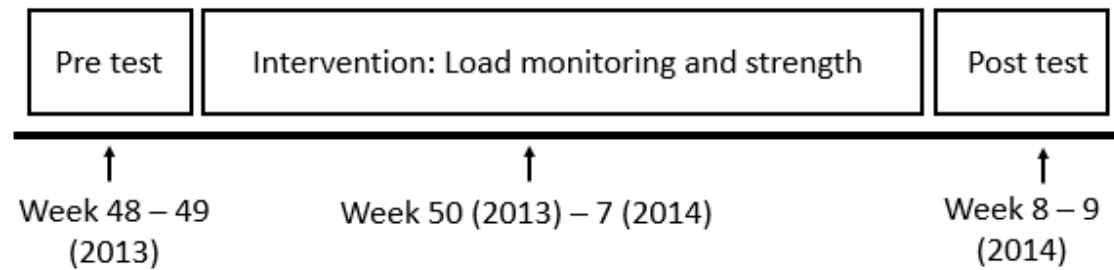 Pre test
Intervention: Load monitoring and strength
Post test
Week 48 – 49
(2013)
Week 50 (2013) – 7 (2014)
Week 8 – 9
(2014)